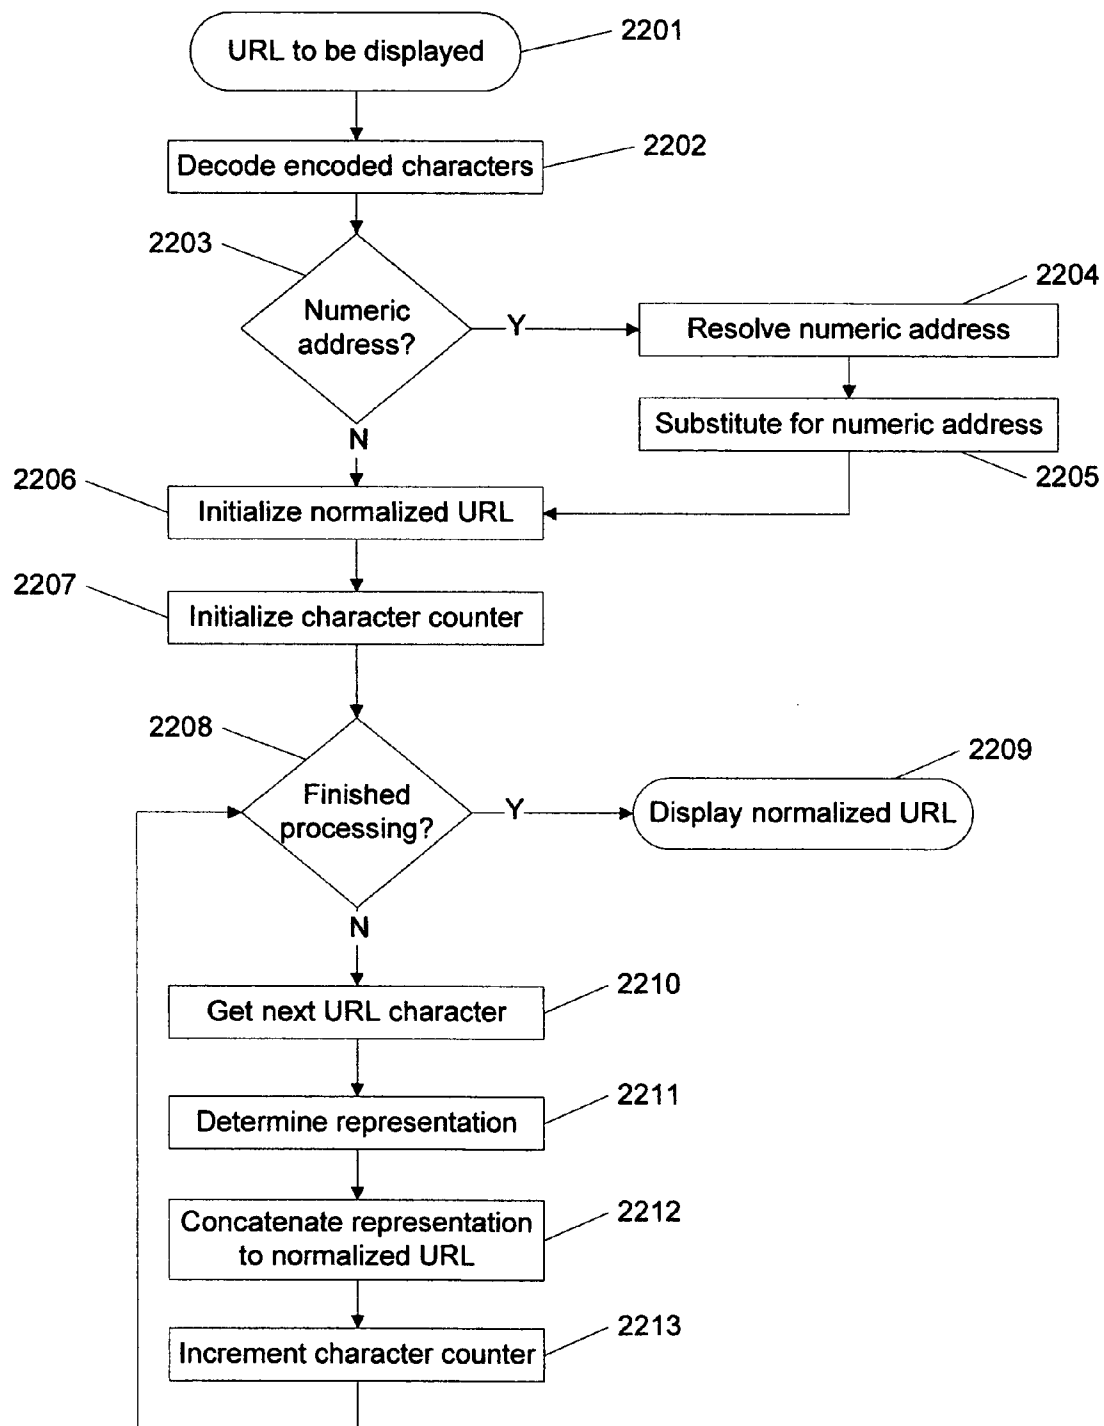 URL to be displayed
2201
Decode encoded characters
2202
2203
Numeric
address?
Y
2204
Resolve numeric address
Substitute for numeric address
2205
N
2206
Initialize normalized URL
2207
Initialize character counter
2208
Finished
processing?
Y
2209
Display normalized URL
N
2210
Get next URL character
2211
Determine representation
2212
Concatenate representation
to normalized URL
2213
Increment character counter